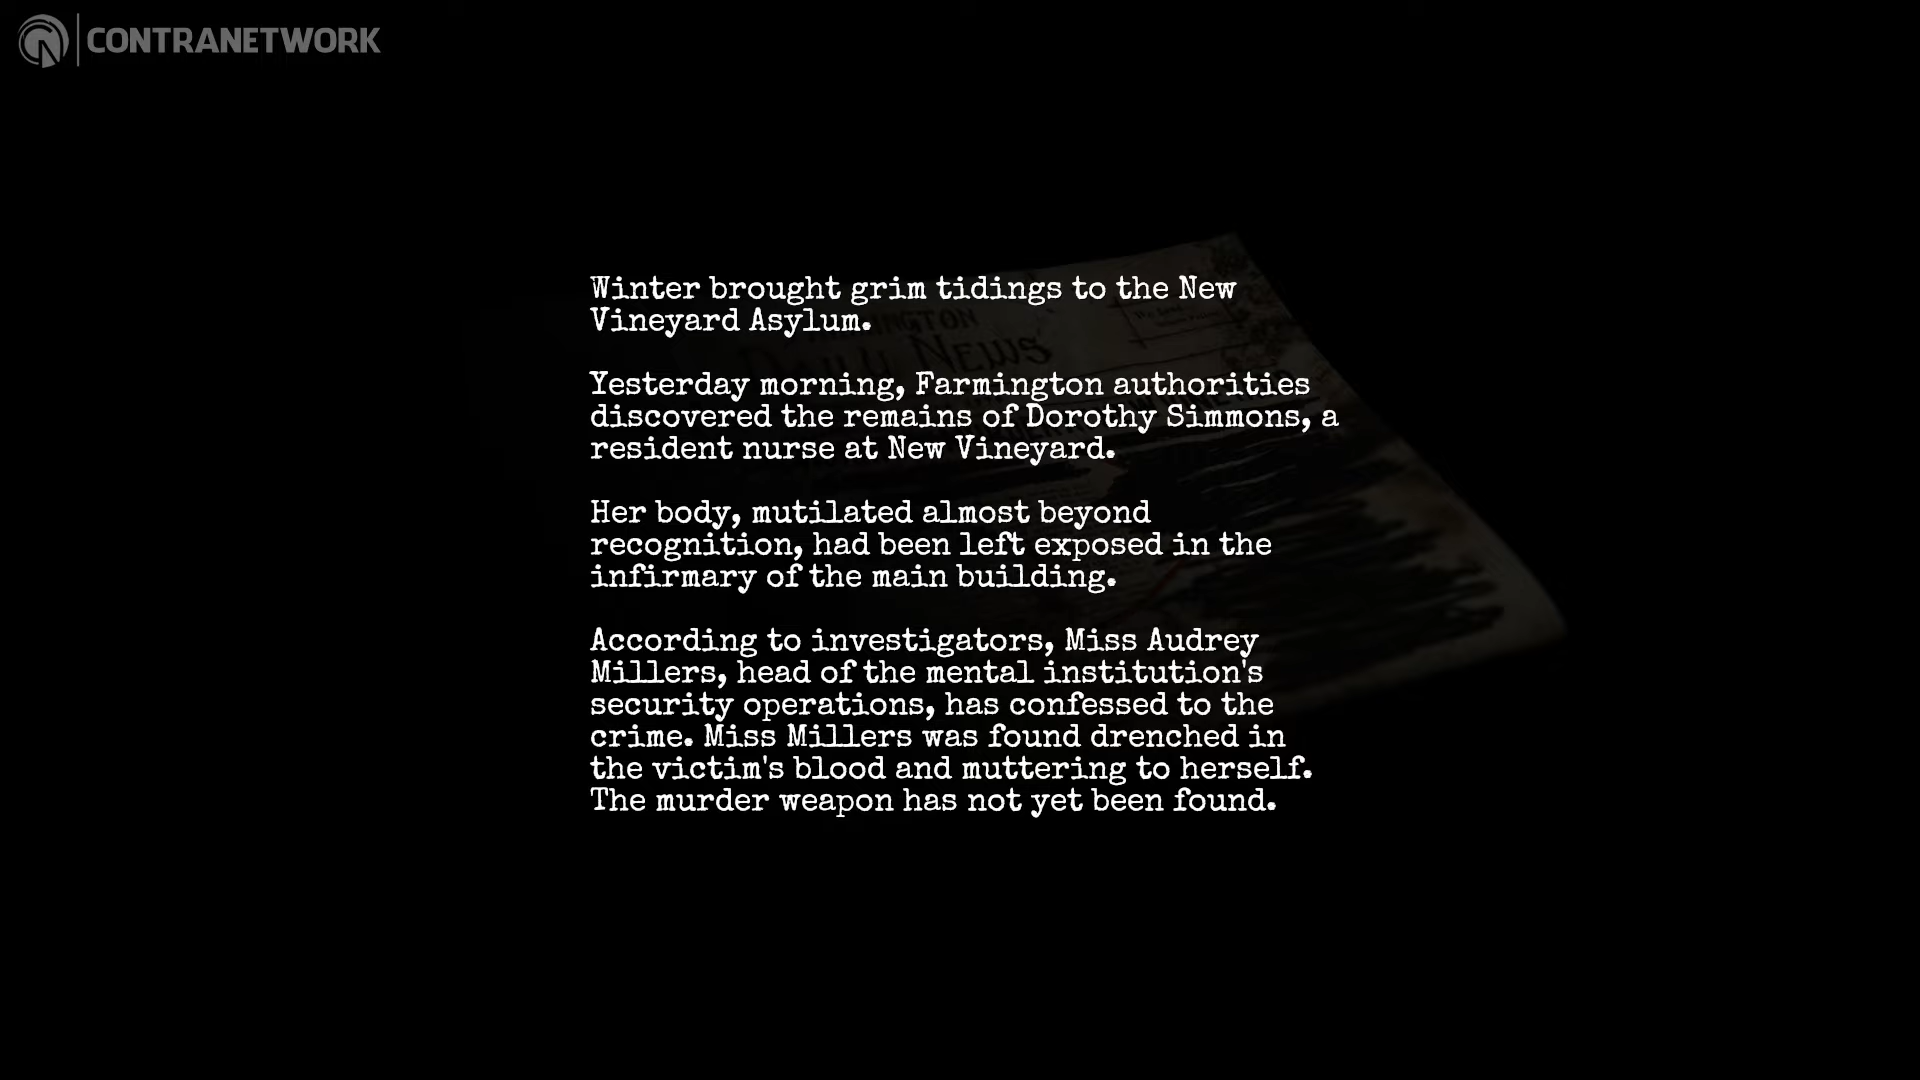 CONTRANETWORK
Winter brought grim tidings to the New
Vineyard Asylum.
Yesterday morning, Farmington authorities
discovered the remains of Dorothy Simmons, a
resident nurse at New Vineyard.
Her body, mutilated almost beyond
recognition, had been left exposed in the
infirmary of the main building.
According to investigators, Miss Audrey
Millers, head of the mental institution's
security operations, has confessed to the
crime. Miss Millers was found drenched in
the victim's blood and muttering to herself.
The murder weapon has not yet been found.
Daily News